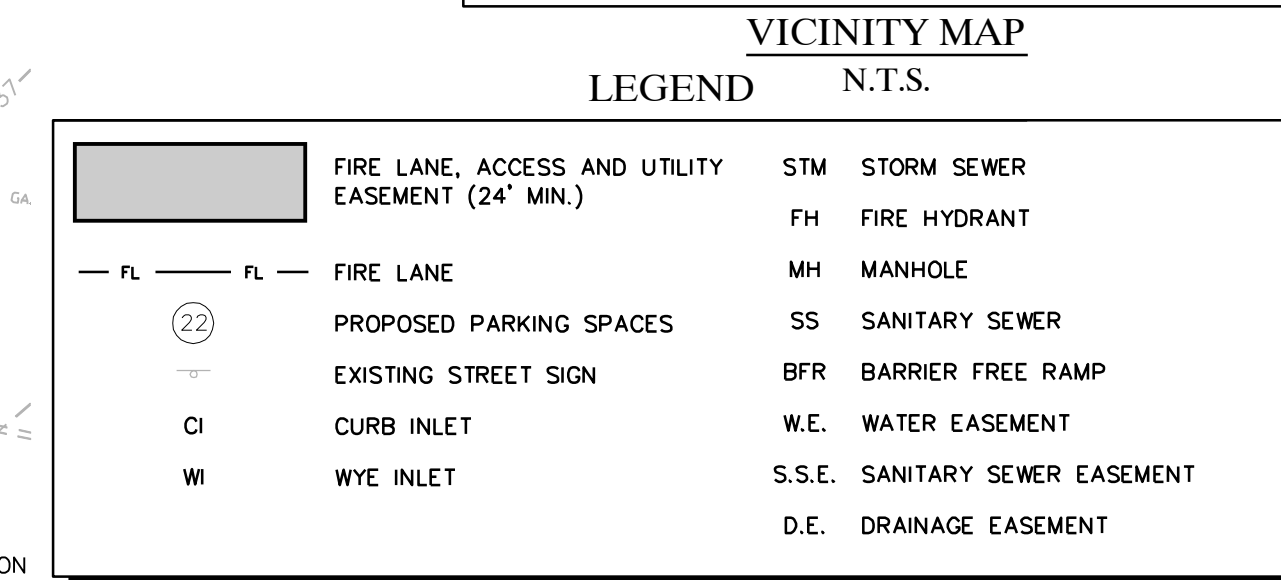 VICINITY MAP
LEGEND
N.T.S.
57
GA.
FIRE LANE, ACCESS AND UTILITY
EASEMENT (24' MIN.)
FL FL FIRE LANE
22 PROPOSED PARKING SPACES
EXISTING STREET SIGN
CI CURB INLET
WI WYE INLET
STM STORM SEWER
FH FIRE HYDRANT
MH MANHOLE
SS SANITARY SEWER
BFR BARRIER FREE RAMP
W.E. WATER EASEMENT
S.S.E. SANITARY SEWER EASEMENT
D.E. DRAINAGE EASEMENT
ON